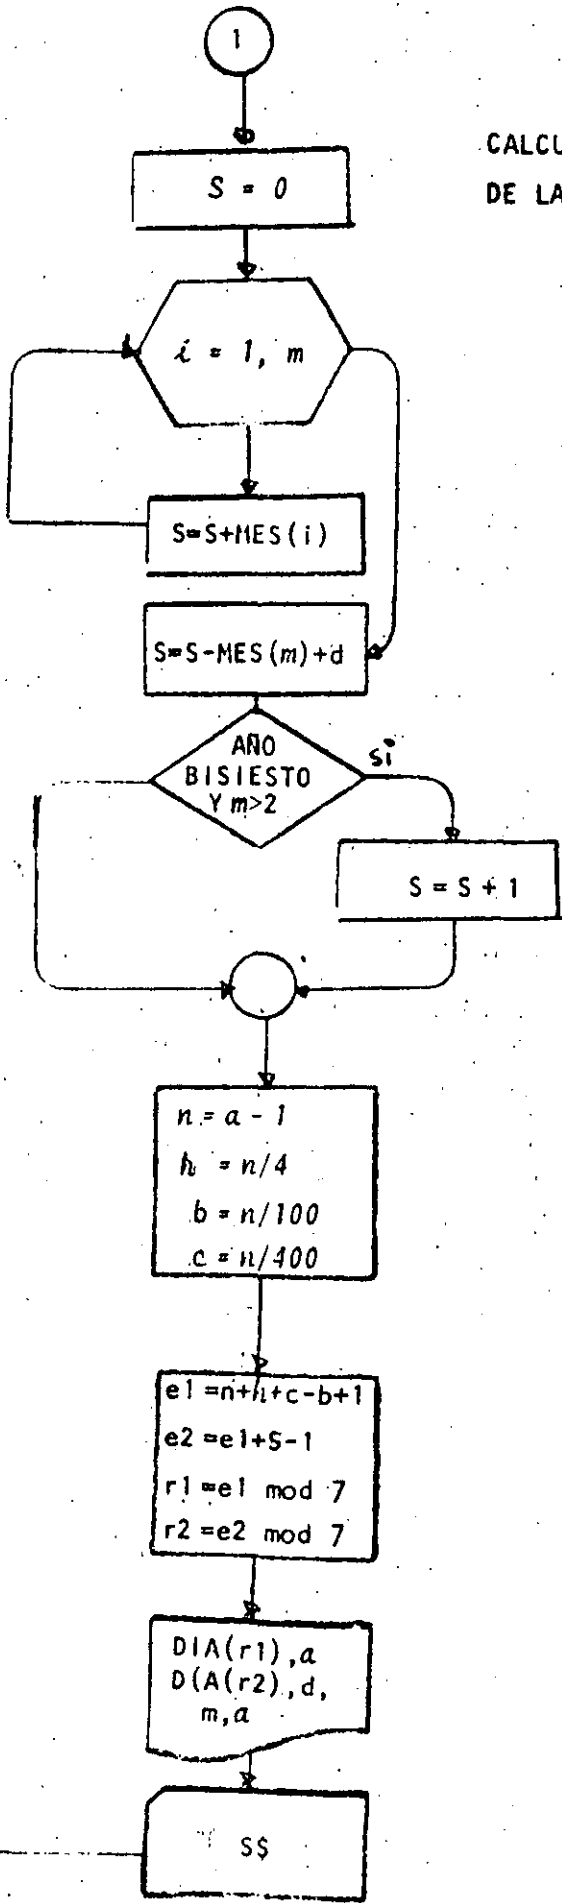 1
CALCU
DE LA
S = 0
i = 1, m
S=S+MES(i)
S=S-MES(m)+d
AÑO
BISIESTO
Y m>2
si
S = S + 1
n = a - 1
h = n/4
b = n/100
c = n/400
e1 =n+h+c-b+1
e2 =e1+S-1
r1 =e1 mod 7
r2 =e2 mod 7
DIA(r1),a
D(A(r2),d,
m,a
S$